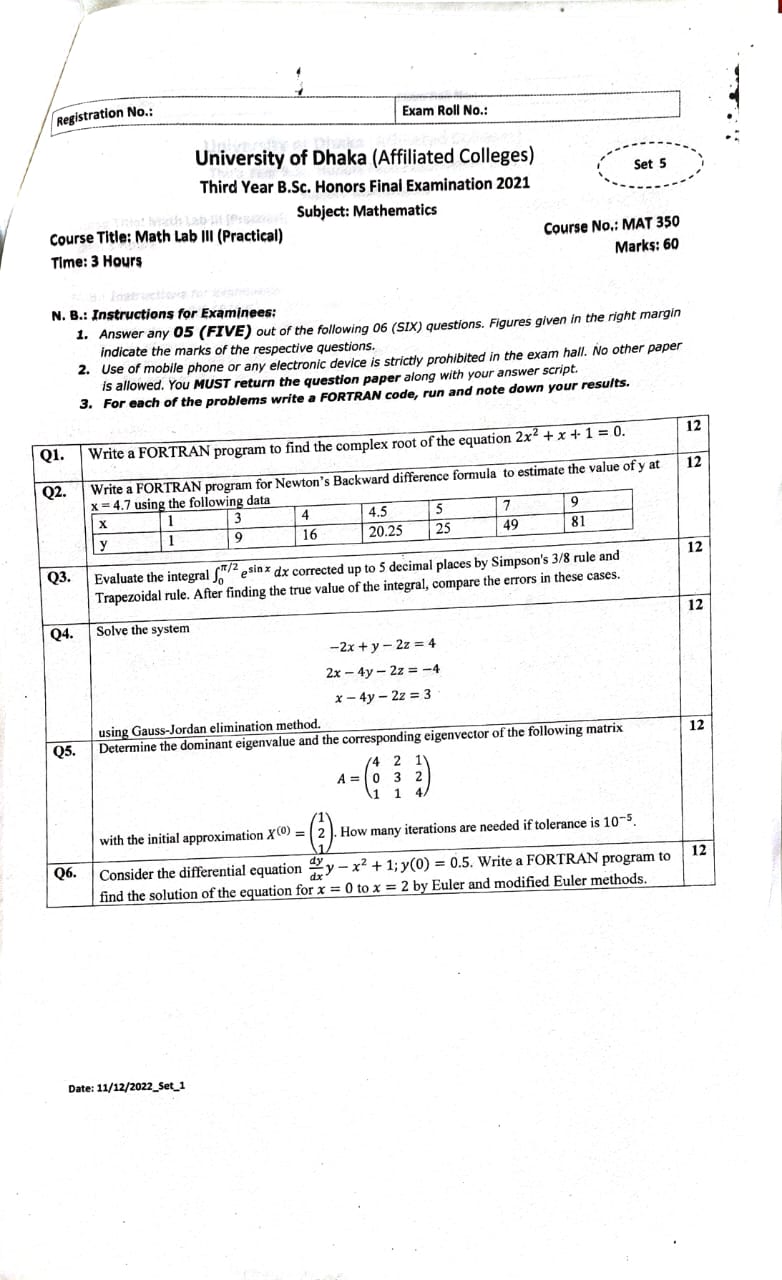 Registration No.:
Exam Roll No.:
University of Dhaka (Affiliated Colleges)
Set 5
Third Year B.Sc. Honors Final Examination 2021
Subject: Mathematics
Course Title: Math Lab III (Practical)
Course No.: MAT 350
Time: 3 Hours
Marks: 60
N. B.: Instructions for Examinees:
1. Answer any 05 (FIVE) out of the following 06 (SIX) questions. Figures given in the right margin
indicate the marks of the respective questions.
2. Use of mobile phone or any electronic device is strictly prohibited in the exam hall. No other paper
is allowed. You MUST return the question paper along with your answer script.
3. For each of the problems write a FORTRAN code, run and note down your results.
Q1. Write a FORTRAN program to find the complex root of the equation 2x² + x + 1 = 0. 12
Q2. Write a FORTRAN program for Newton's Backward difference formula to estimate the value of y at 12
x = 4.7 using the following data
x 1 3 4 4.5 5 7 9
y 1 9 16 20.25 25 49 81
Q3. Evaluate the integral ∫₀^{π/2} e^{sin x} dx corrected up to 5 decimal places by Simpson's 3/8 rule and 12
Trapezoidal rule. After finding the true value of the integral, compare the errors in these cases.
Q4. Solve the system 12
−2x + y − 2z = 4
2x − 4y − 2z = −4
x − 4y − 2z = 3
using Gauss-Jordan elimination method.
Q5. Determine the dominant eigenvalue and the corresponding eigenvector of the following matrix 12
4 2 1
A = 0 3 2
1 1 4
1
with the initial approximation X⁽⁰⁾ = (2). How many iterations are needed if tolerance is 10⁻⁵.
1
Q6. Consider the differential equation dy/dx y − x² + 1; y(0) = 0.5. Write a FORTRAN program to 12
find the solution of the equation for x = 0 to x = 2 by Euler and modified Euler methods.
Date: 11/12/2022_Set_1